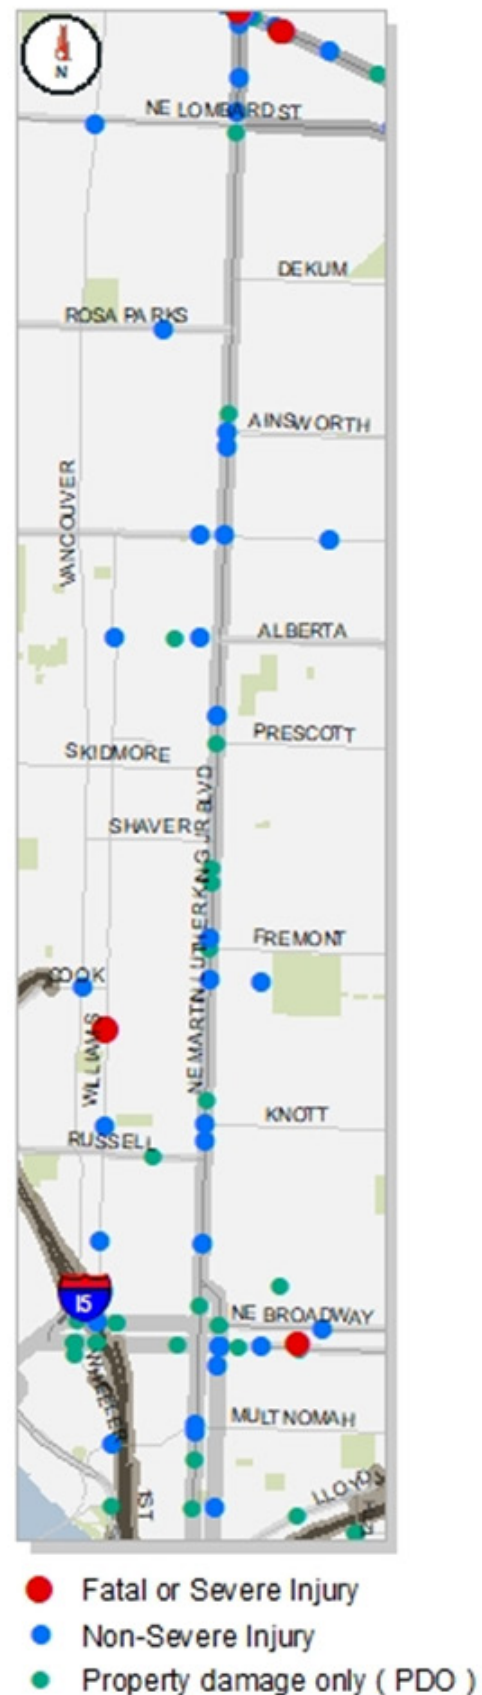 N
NE LOMBARD ST
DEKUM
ROSA PARKS
AINSWORTH
VANCOUVER
ALBERTA
PRESCOTT
SKIDMORE
SHAVER
NE MARTIN LUTHER KING JR BLVD
FREMONT
COOK
WILLIAMS
KNOTT
RUSSELL
15
NE BROADWAY
WHEELER
MULTNOMAH
1ST
LLOYD
Fatal or Severe Injury
Non-Severe Injury
Property damage only ( PDO )